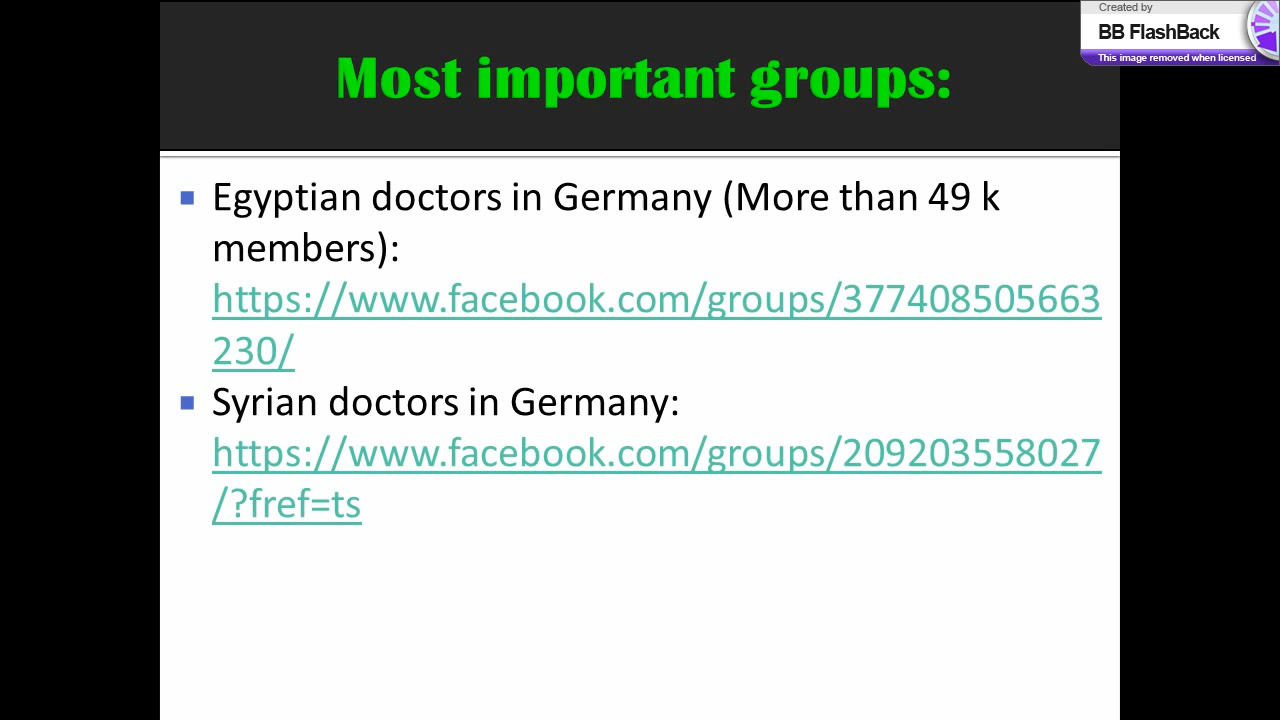 Created by
BB FlashBack
This image removed when licensed
Most important groups:
Egyptian doctors in Germany (More than 49 k
members):
https://www.facebook.com/groups/377408505663
230/
Syrian doctors in Germany:
https://www.facebook.com/groups/209203558027
/?fref=ts